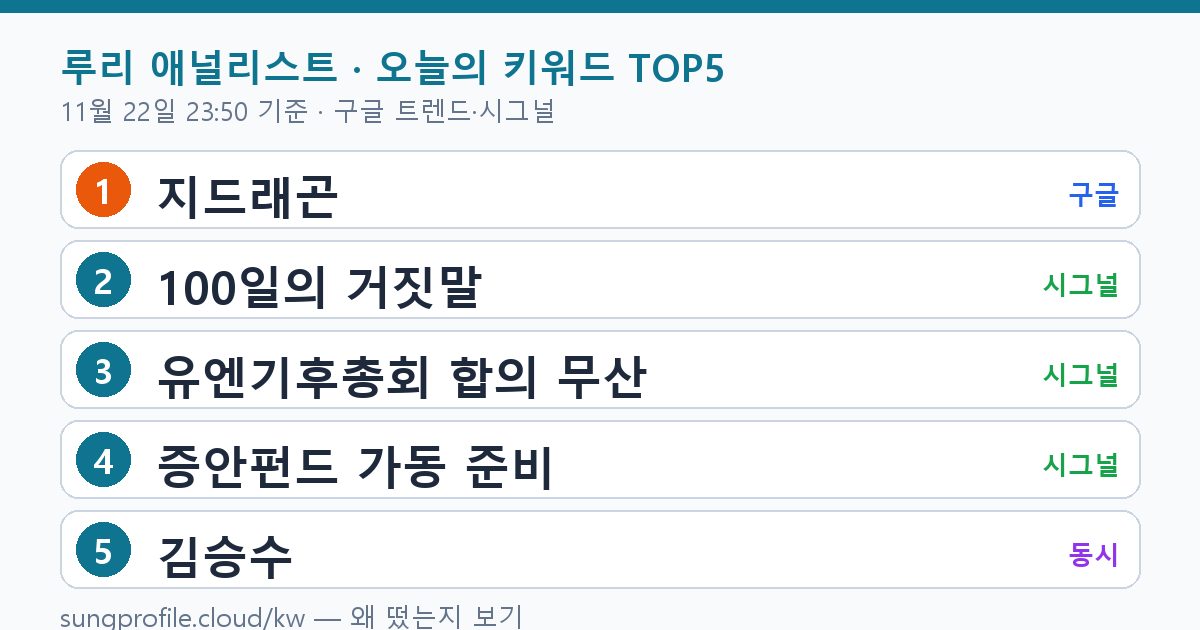 루리 애널리스트 · 오늘의 키워드 TOP5
11월 22일 23:50 기준 · 구글 트렌드·시그널
1 지드래곤 구글
2 100일의 거짓말 시그널
3 유엔기후총회 합의 무산 시그널
4 증안펀드 가동 준비 시그널
5 김승수 동시
sungprofile.cloud/kw — 왜 떴는지 보기